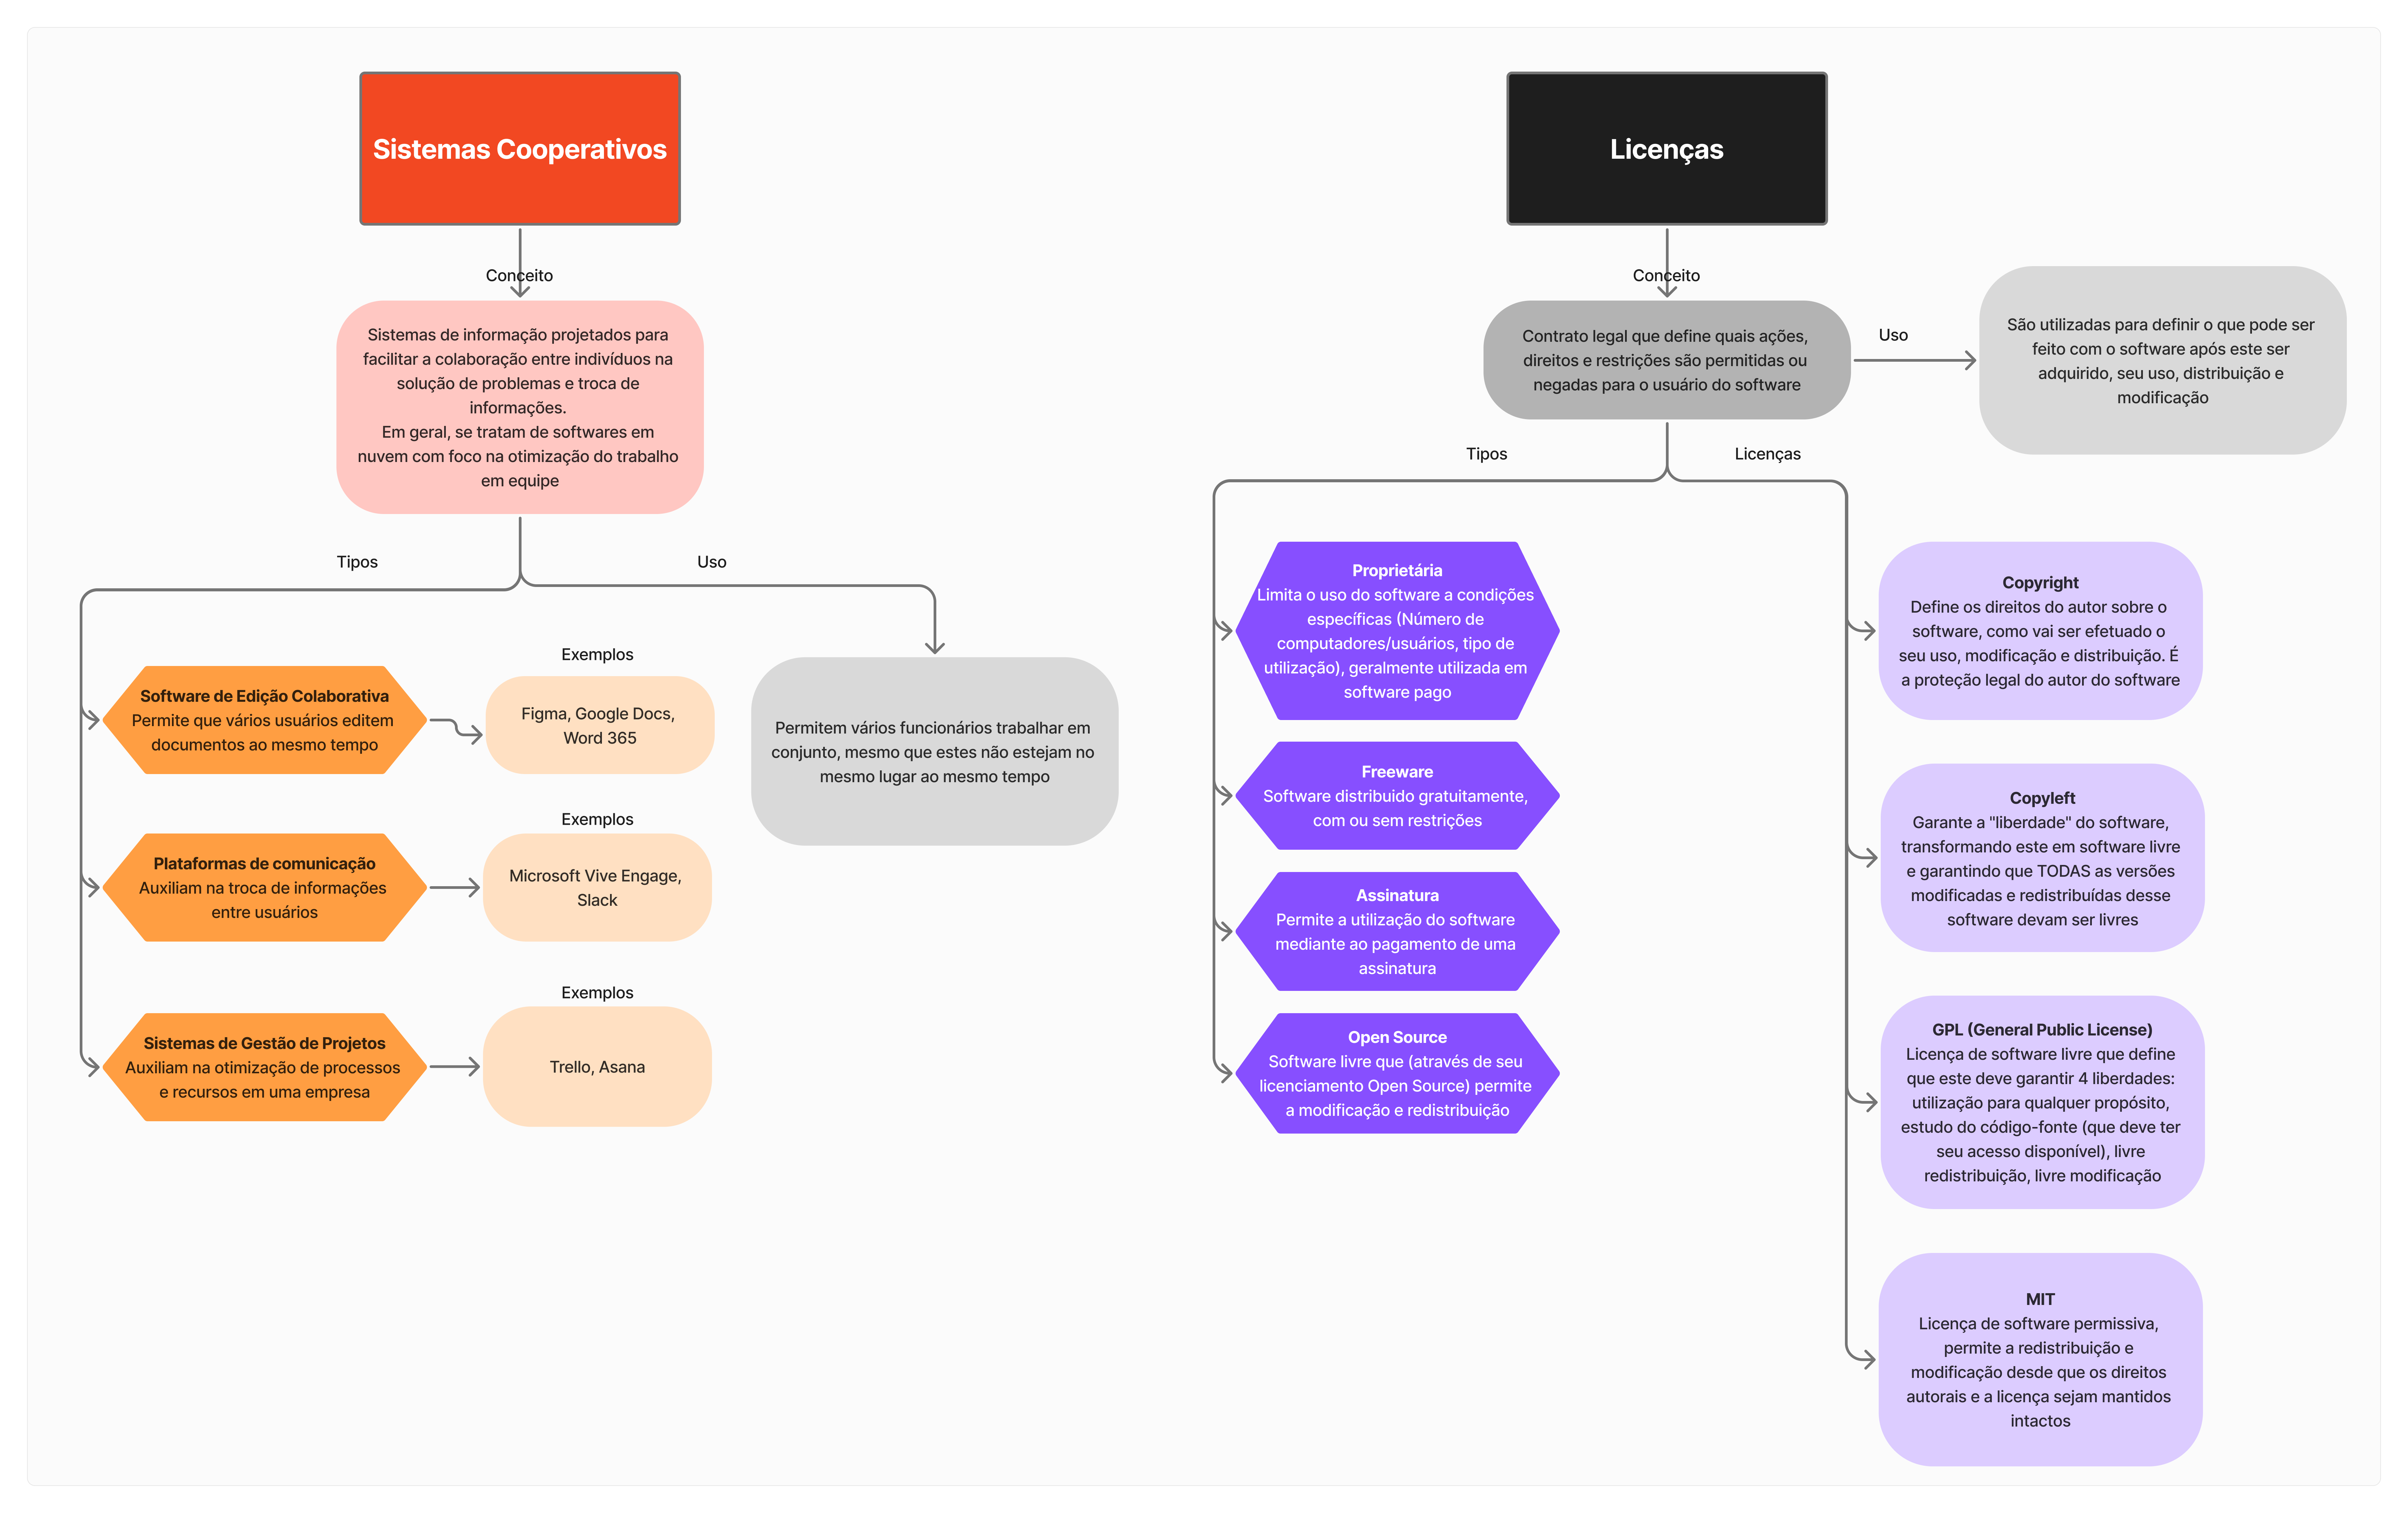 Sistemas Cooperativos
Conceito
Sistemas de informação projetados para
facilitar a colaboração entre indivíduos na
solução de problemas e troca de
informações.
Em geral, se tratam de softwares em
nuvem com foco na otimização do trabalho
em equipe
Tipos
Uso
Software de Edição Colaborativa
Permite que vários usuários editem
documentos ao mesmo tempo
Exemplos
Figma, Google Docs,
Word 365
Plataformas de comunicação
Auxiliam na troca de informações
entre usuários
Exemplos
Microsoft Vive Engage,
Slack
Sistemas de Gestão de Projetos
Auxiliam na otimização de processos
e recursos em uma empresa
Exemplos
Trello, Asana
Permitem vários funcionários trabalhar em
conjunto, mesmo que estes não estejam no
mesmo lugar ao mesmo tempo
Licenças
Conceito
Contrato legal que define quais ações,
direitos e restrições são permitidas ou
negadas para o usuário do software
Uso
São utilizadas para definir o que pode ser
feito com o software após este ser
adquirido, seu uso, distribuição e
modificação
Tipos
Licenças
Proprietária
Limita o uso do software a condições
específicas (Número de
computadores/usuários, tipo de
utilização), geralmente utilizada em
software pago
Freeware
Software distribuido gratuitamente,
com ou sem restrições
Assinatura
Permite a utilização do software
mediante ao pagamento de uma
assinatura
Open Source
Software livre que (através de seu
licenciamento Open Source) permite
a modificação e redistribuição
Copyright
Define os direitos do autor sobre o
software, como vai ser efetuado o
seu uso, modificação e distribuição. É
a proteção legal do autor do software
Copyleft
Garante a "liberdade" do software,
transformando este em software livre
e garantindo que TODAS as versões
modificadas e redistribuídas desse
software devam ser livres
GPL (General Public License)
Licença de software livre que define
que este deve garantir 4 liberdades:
utilização para qualquer propósito,
estudo do código-fonte (que deve ter
seu acesso disponível), livre
redistribuição, livre modificação
MIT
Licença de software permissiva,
permite a redistribuição e
modificação desde que os direitos
autorais e a licença sejam mantidos
intactos